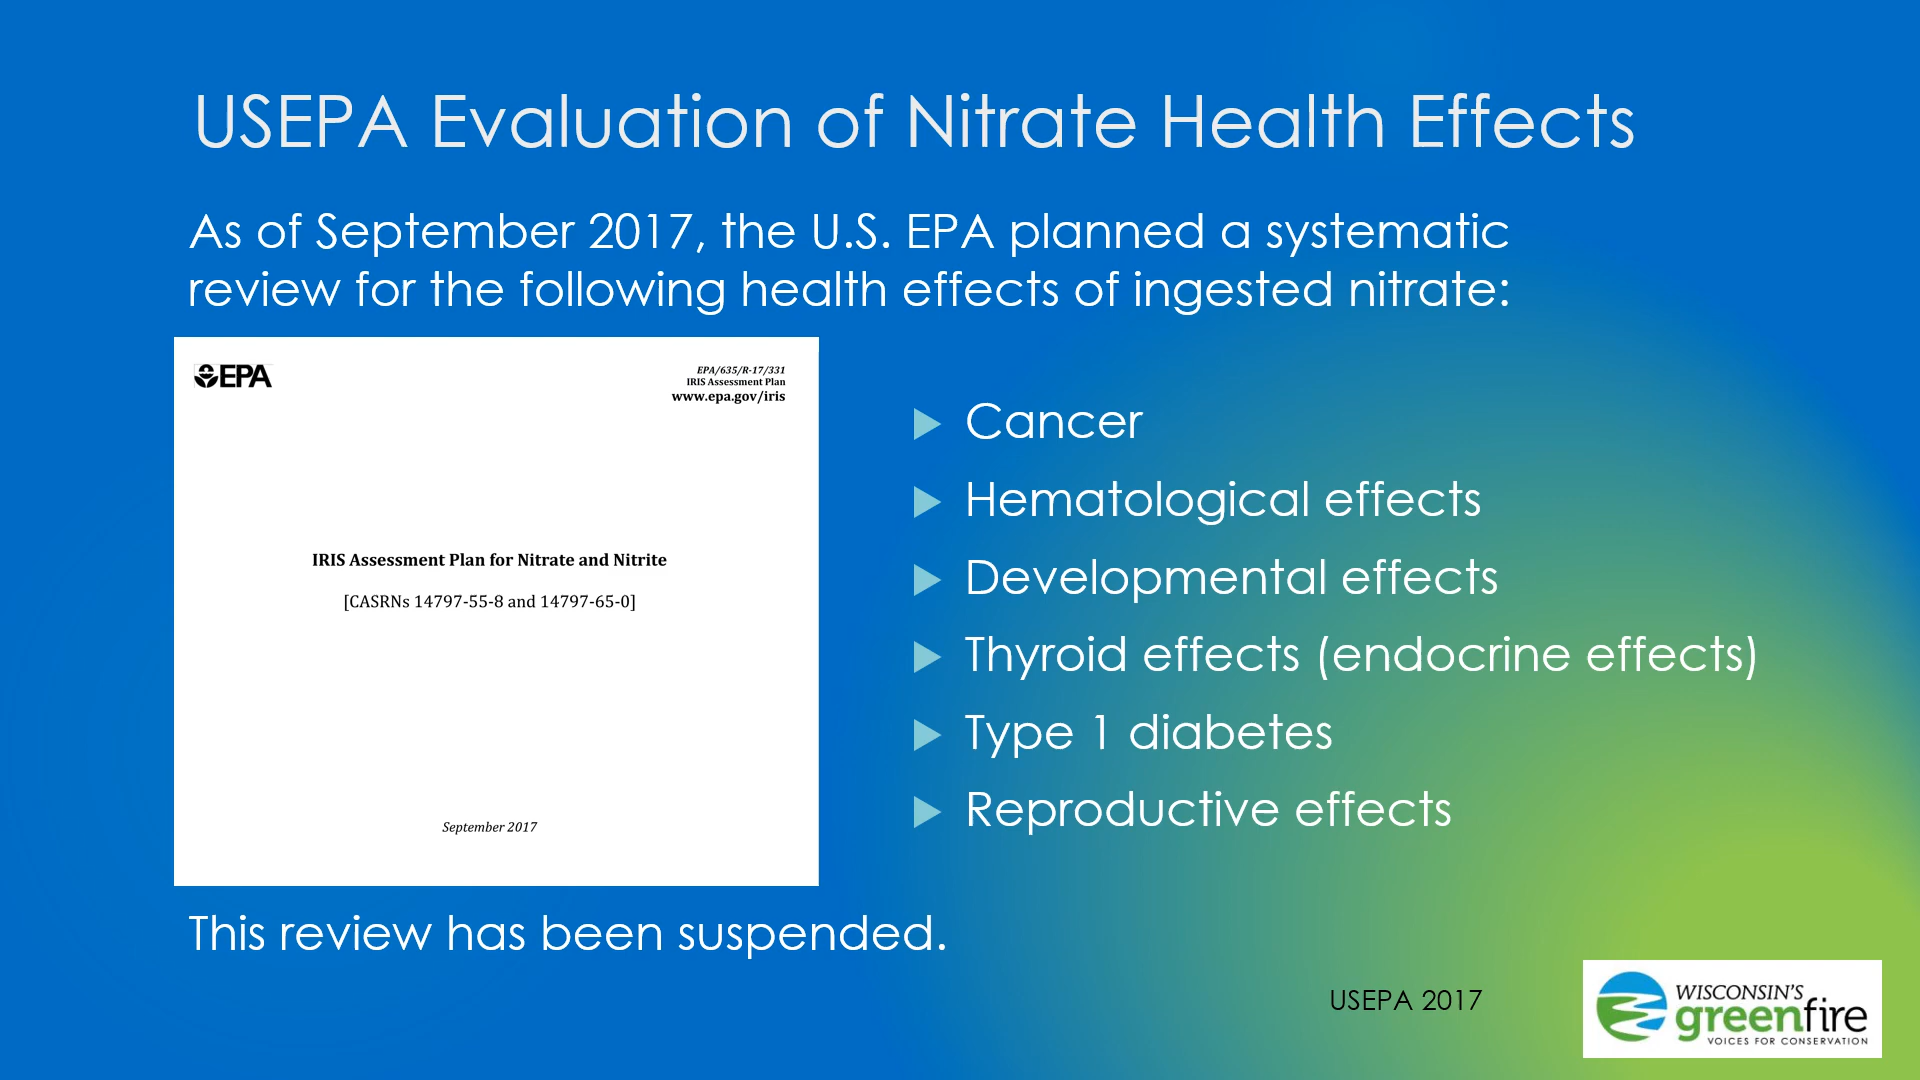 USEPA Evaluation of Nitrate Health Effects
As of September 2017, the U.S. EPA planned a systematic
review for the following health effects of ingested nitrate:
EPA
EPA/635/R-17/331
IRIS Assessment Plan
www.epa.gov/iris
IRIS Assessment Plan for Nitrate and Nitrite
[CASRNs 14797-55-8 and 14797-65-0]
September 2017
Cancer
Hematological effects
Developmental effects
Thyroid effects (endocrine effects)
Type 1 diabetes
Reproductive effects
This review has been suspended.
USEPA 2017
WISCONSIN'S
greenfire
VOICES FOR CONSERVATION